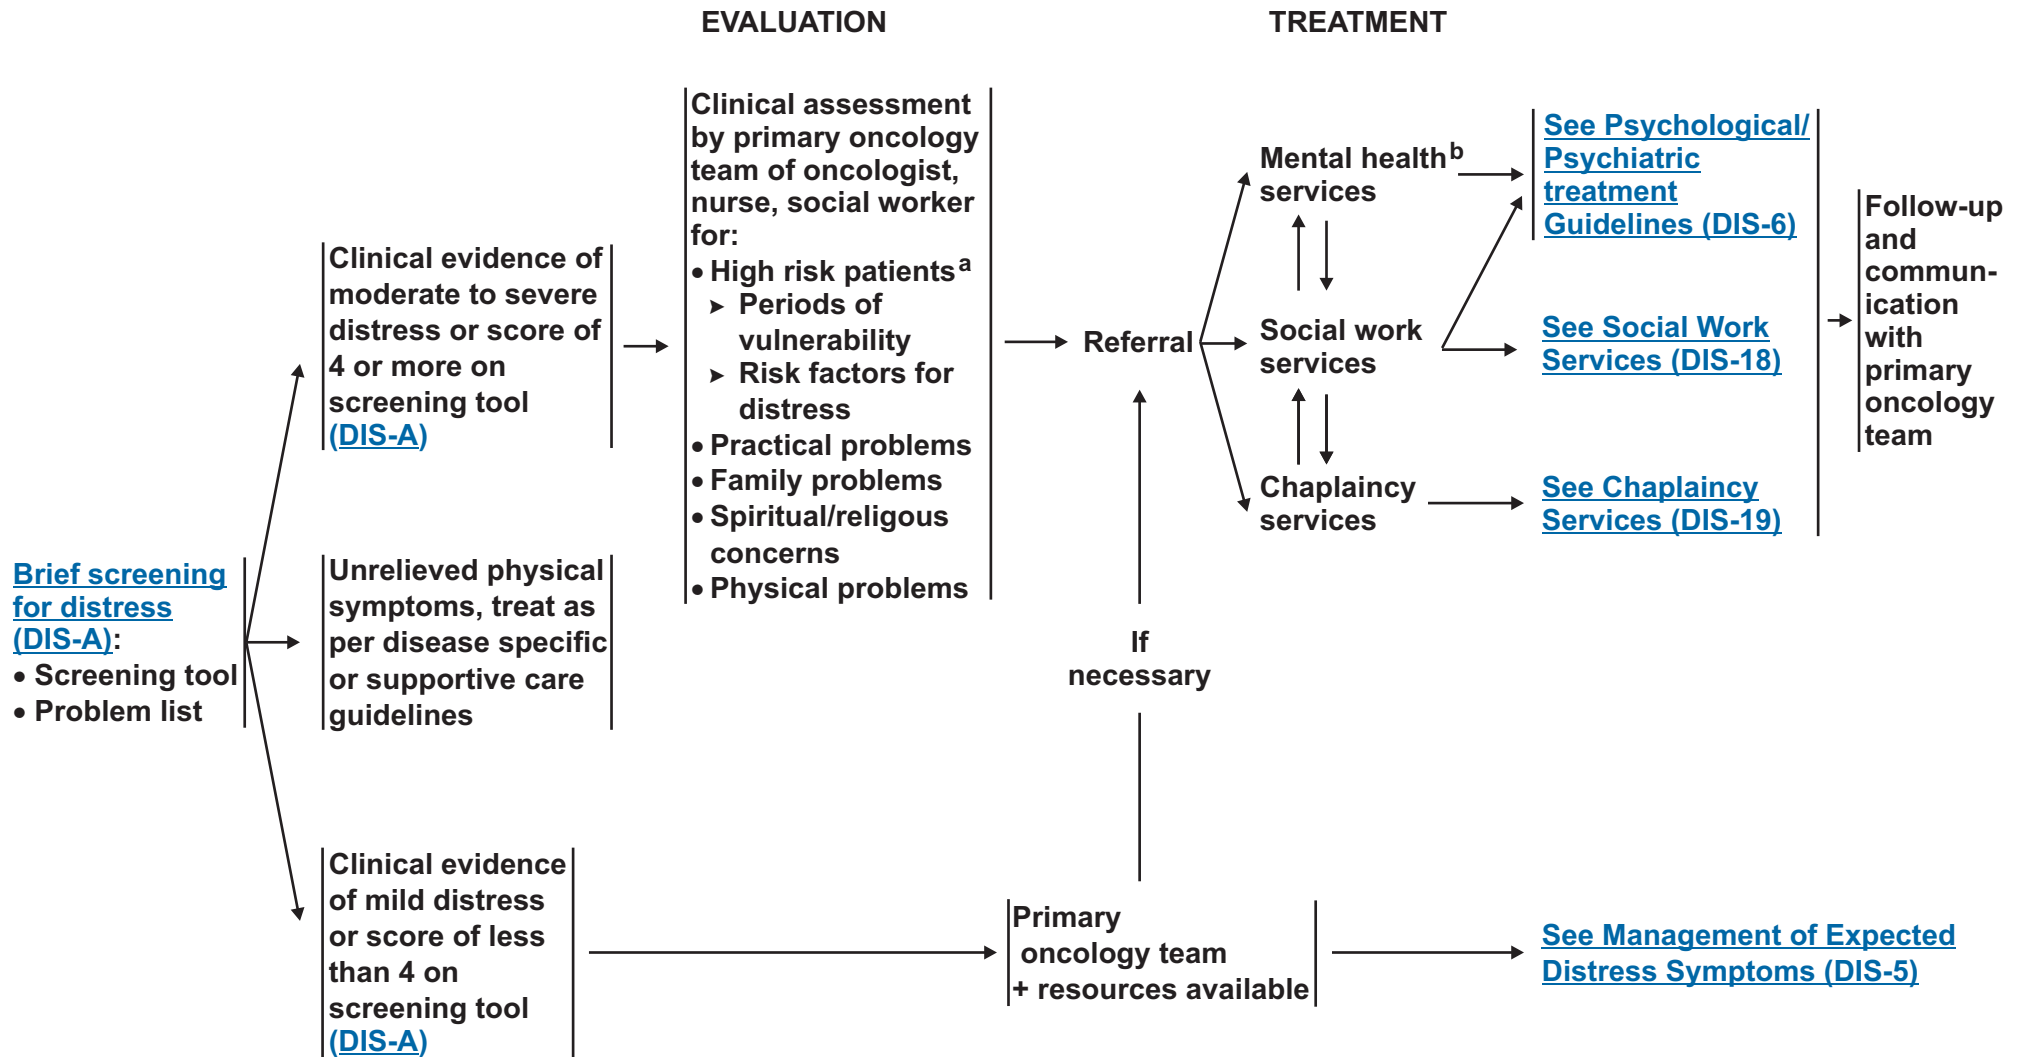 EVALUATION
TREATMENT
Brief screening
for distress
(DIS-A):
• Screening tool
• Problem list
Clinical evidence of
moderate to severe
distress or score of
4 or more on
screening tool
(DIS-A)
Unrelieved physical
symptoms, treat as
per disease specific
or supportive care
guidelines
Clinical evidence
of mild distress
or score of less
than 4 on
screening tool
(DIS-A)
Clinical assessment
by primary oncology
team of oncologist,
nurse, social worker
for:
• High risk patients a
➤ Periods of
vulnerability
➤ Risk factors for
distress
• Practical problems
• Family problems
• Spiritual/religous
concerns
• Physical problems
Referral
If
necessary
Primary
oncology team
+ resources available
Mental health b
services
Social work
services
Chaplaincy
services
See Psychological/
Psychiatric
treatment
Guidelines (DIS-6)
See Social Work
Services (DIS-18)
See Chaplaincy
Services (DIS-19)
See Management of Expected
Distress Symptoms (DIS-5)
Follow-up
and
commun-
ication
with
primary
oncology
team